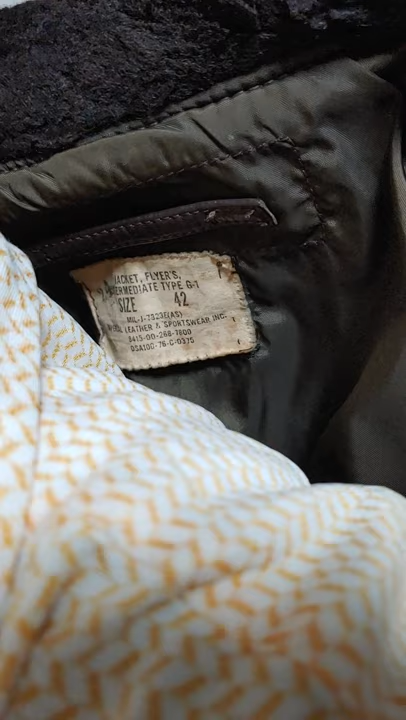 JACKET, FLYER'S,
TERMEDIATE TYPE G-1
SIZE 42
MIL-J-7823E(AS)
LEATHER & SPORTSWEAR INC.
8415-00-268-7800
DSA100-76-C-0375